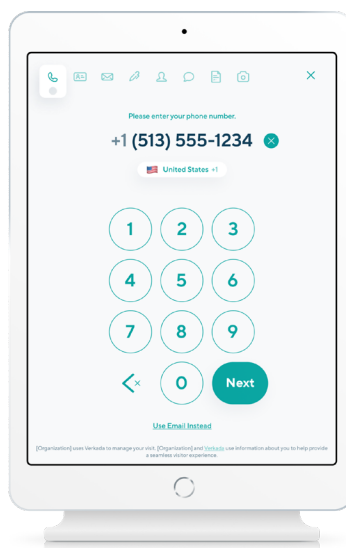 Please enter your phone number.
+1 (513) 555-1234
United States +1
1 2 3
4 5 6
7 8 9
0 Next
Use Email Instead
[Organization] uses Verkada to manage your visit. [Organization] and Verkada use information about you to help provide
a seamless visitor experience.